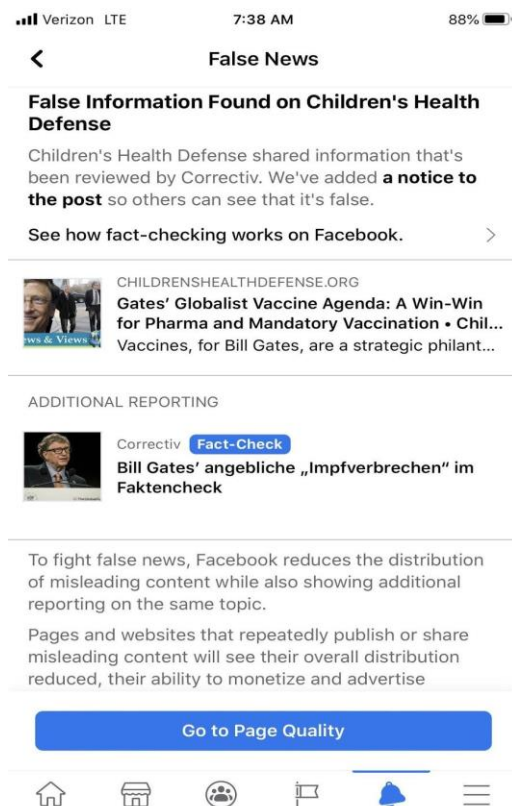 Verizon LTE 7:38 AM 88%
False News
False Information Found on Children's Health
Defense
Children's Health Defense shared information that's
been reviewed by Correctiv. We've added a notice to
the post so others can see that it's false.
See how fact-checking works on Facebook.
CHILDRENSHEALTHDEFENSE.ORG
Gates' Globalist Vaccine Agenda: A Win-Win
for Pharma and Mandatory Vaccination • Chil...
Vaccines, for Bill Gates, are a strategic philant...
ews & Views
ADDITIONAL REPORTING
Correctiv Fact-Check
Bill Gates' angebliche „Impfverbrechen" im
Faktencheck
To fight false news, Facebook reduces the distribution
of misleading content while also showing additional
reporting on the same topic.
Pages and websites that repeatedly publish or share
misleading content will see their overall distribution
reduced, their ability to monetize and advertise
Go to Page Quality